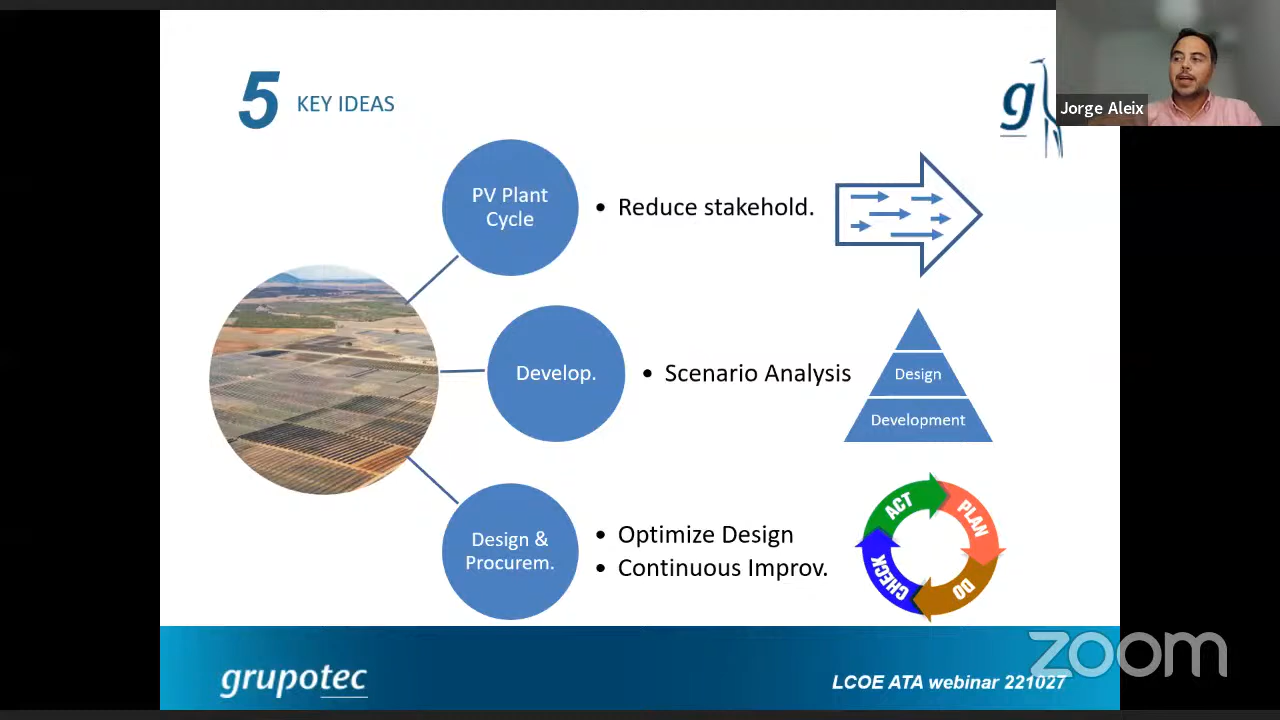 5 KEY IDEAS
g
Jorge Aleix
PV Plant
Cycle
• Reduce stakehold.
Develop.
• Scenario Analysis
Design
Development
Design &
Procurem.
• Optimize Design
• Continuous Improv.
ACT
PLAN
DO
CHECK
grupotec
LCOE ATA webinar 221027
zoom